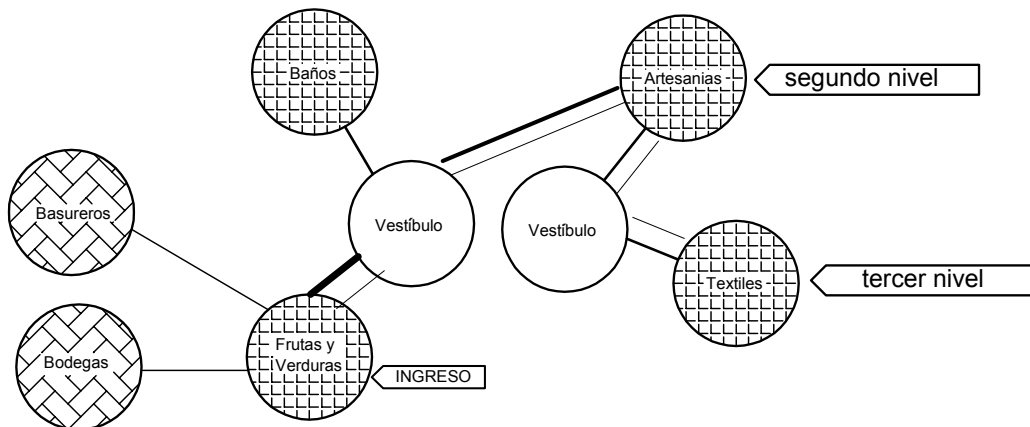 Baños
Artesanias
segundo nivel
Basureros
Vestíbulo
Vestíbulo
Textiles
tercer nivel
Frutas y
Verduras
Bodegas
INGRESO